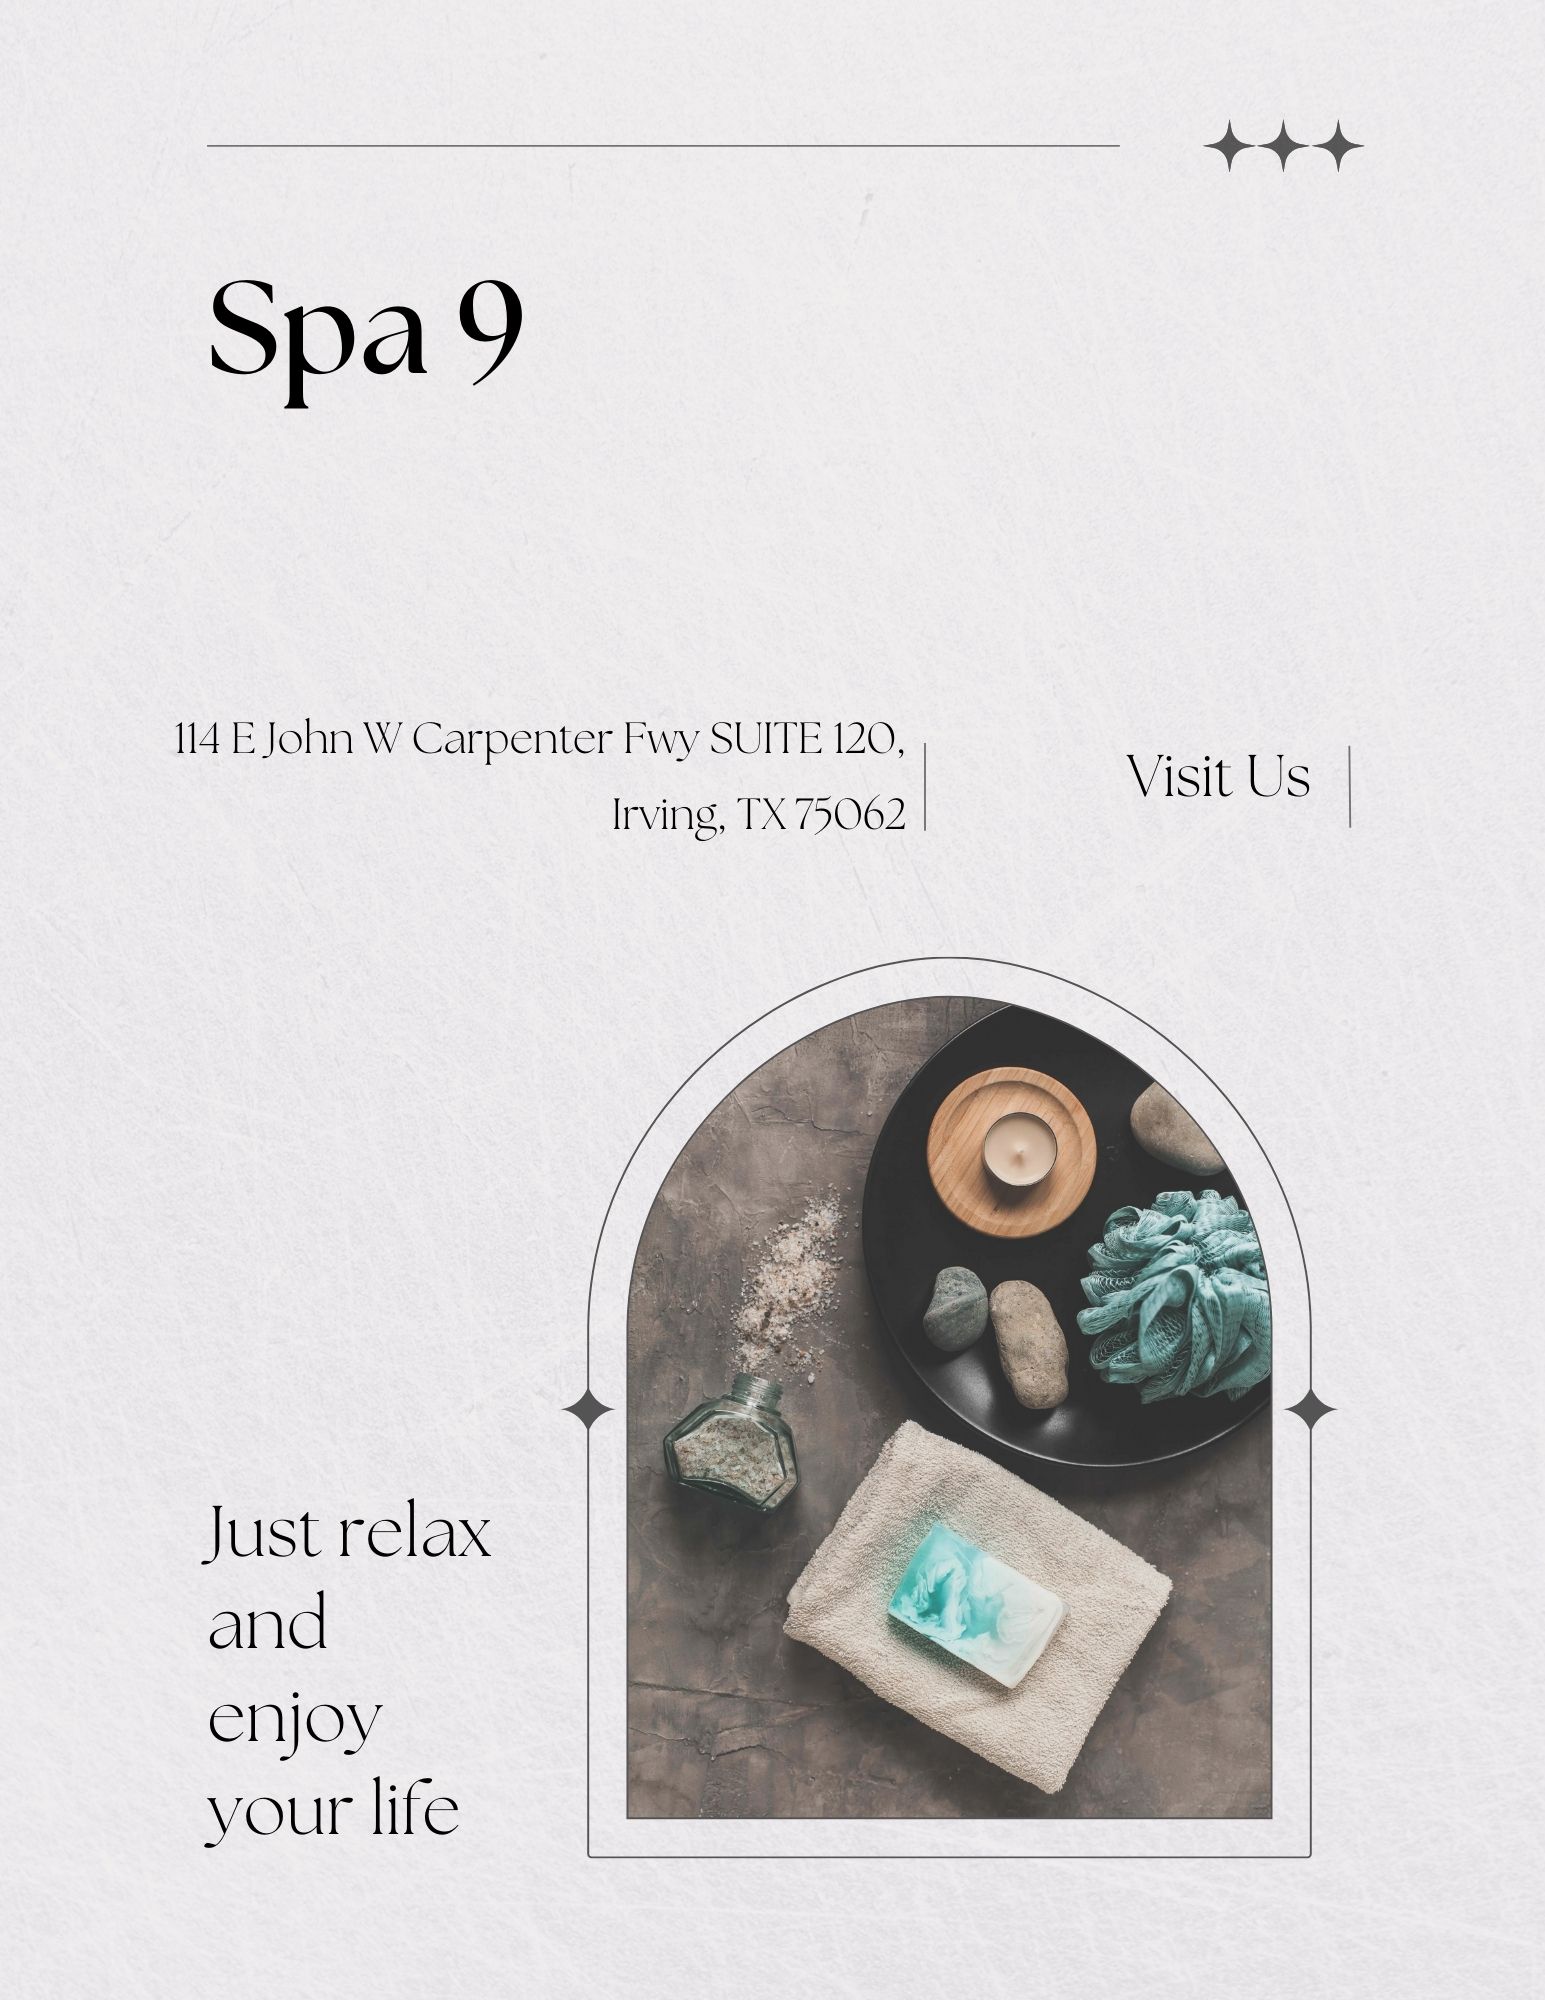 Spa 9
114 E John W Carpenter Fwy SUITE 120,
Irving, TX 75062
Visit Us
Just relax
and
enjoy
your life